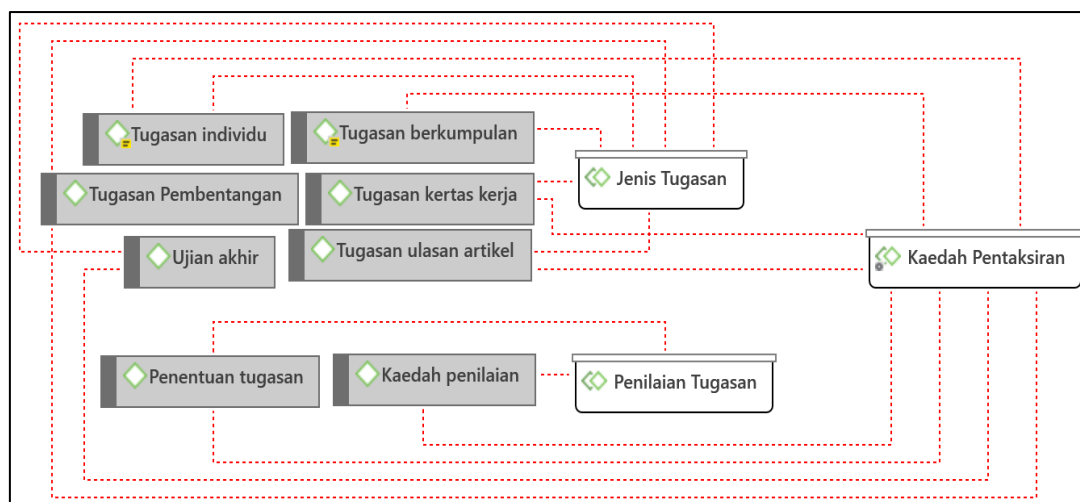 Tugasan individu
Tugasan berkumpulan
Jenis Tugasan
Tugasan Pembentangan
Tugasan kertas kerja
Ujian akhir
Tugasan ulasan artikel
Kaedah Pentaksiran
Penentuan tugasan
Kaedah penilaian
Penilaian Tugasan